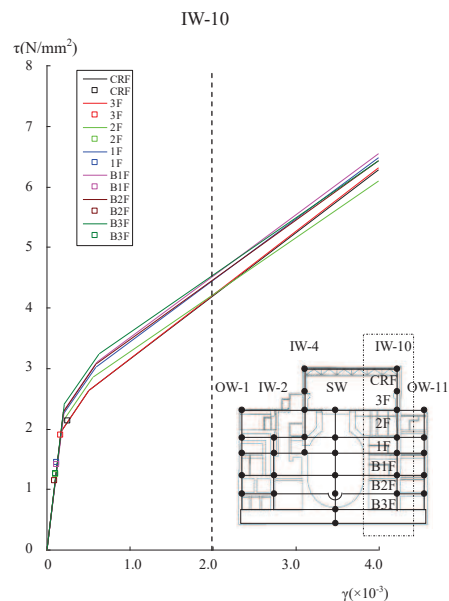 IW-10
τ(N/mm²)
8
7
6
5
4
3
2
1
0
CRF
CRF
3F
3F
2F
2F
1F
1F
B1F
B1F
B2F
B2F
B3F
B3F
IW-4 IW-10
OW-1 IW-2 SW CRF OW-11
3F
2F
1F
B1F
B2F
B3F
0 1.0 2.0 3.0 4.0
γ(×10⁻³)